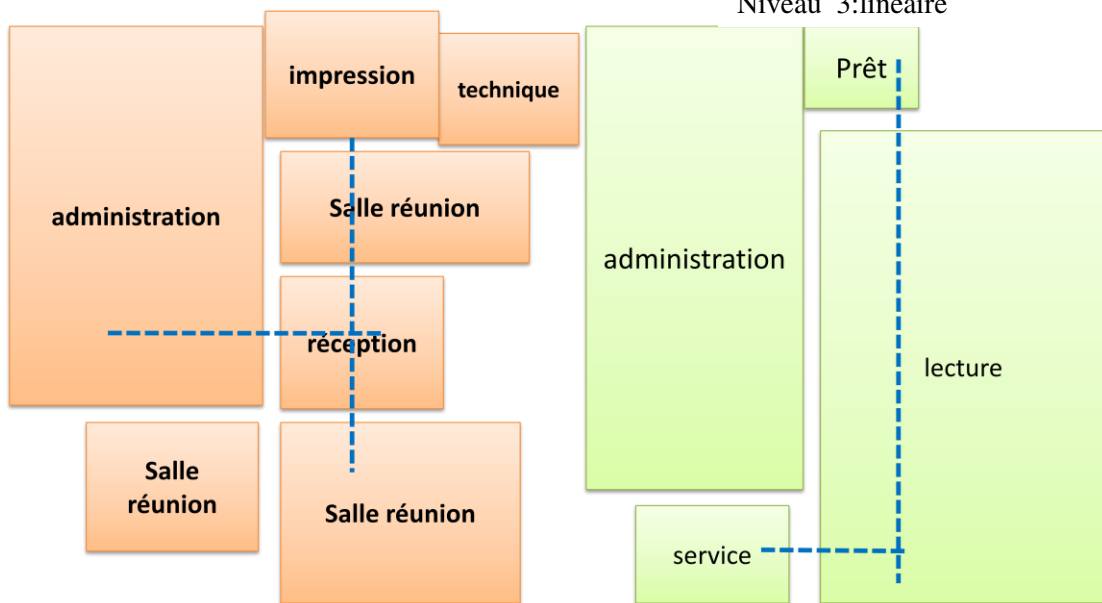 Niveau 3:linéaire
impression
technique
administration
Salle réunion
réception
Salle
réunion
Salle réunion
Prêt
administration
lecture
service